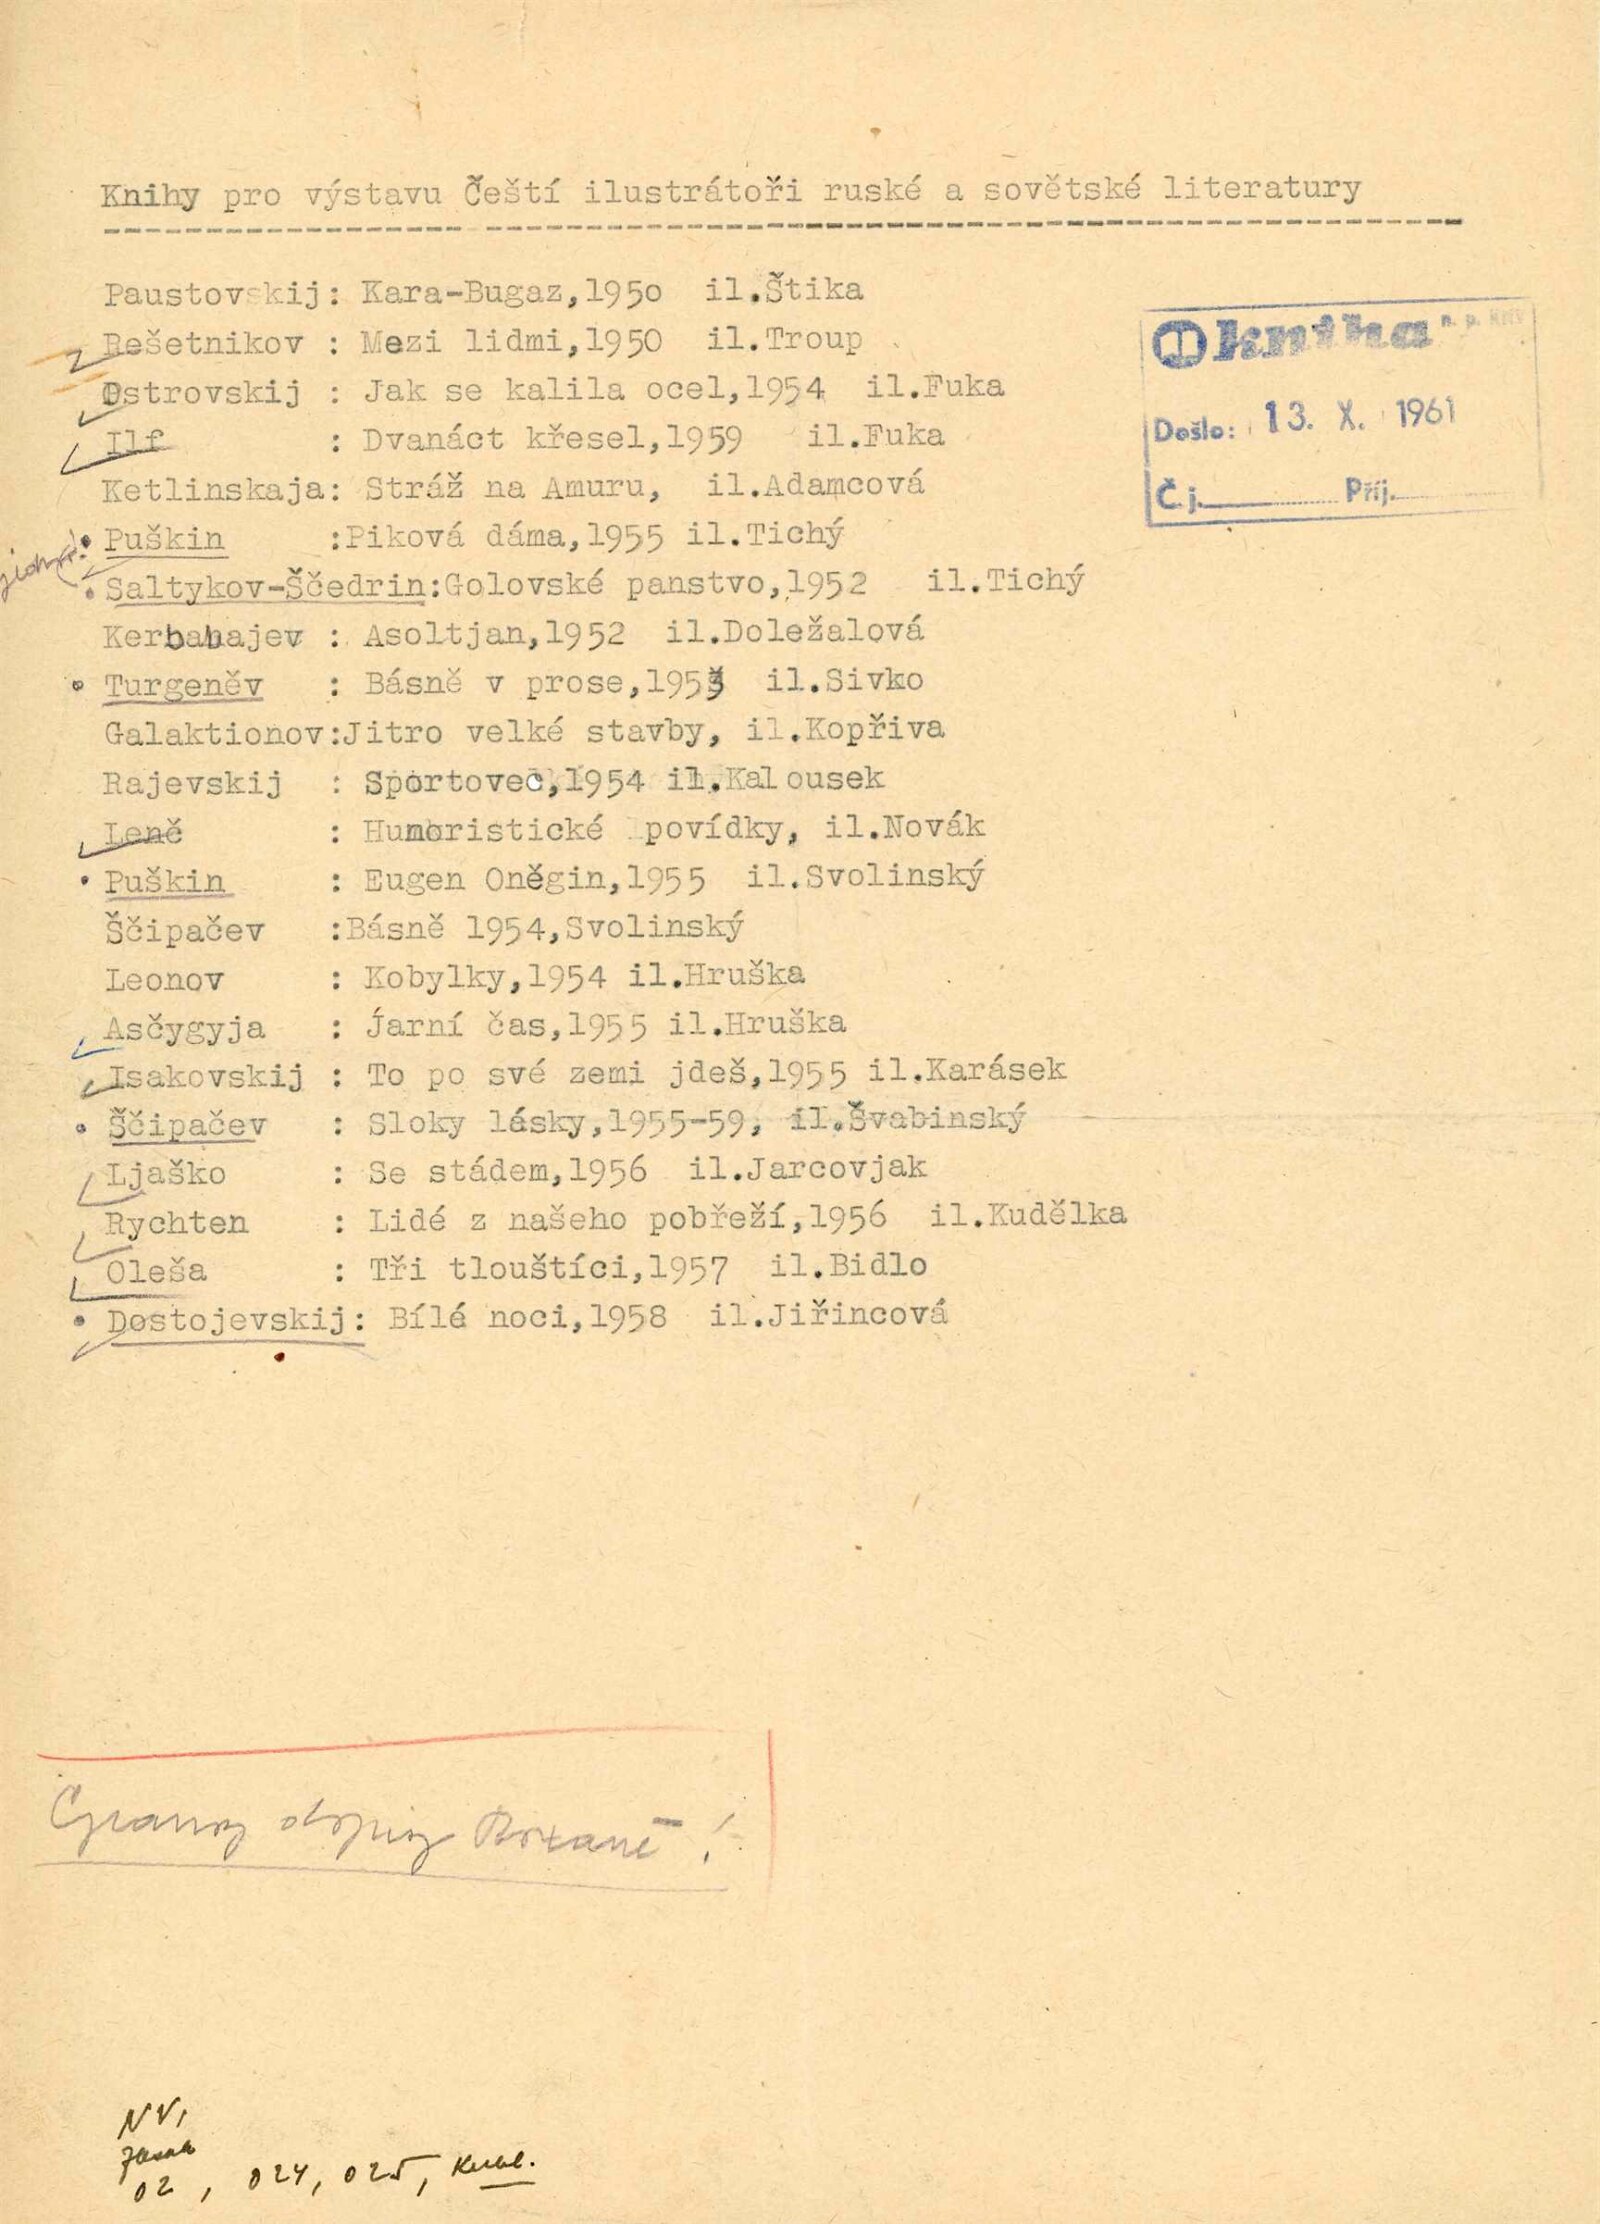 Knihy pro výstavu Čeští ilustrátoři ruské a sovětské literatury
Paustovskij: Kara-Bugaz,1950 il.Štika
Rešetnikov : Mezi lidmi,1950 il.Troup
Ostrovskij : Jak se kalila ocel,1954 il.Fuka
Ilf : Dvanáct křesel,1959 il.Fuka
Ketlinskaja: Stráž na Amuru, il.Adamcová
Puškin :Piková dáma,1955 il.Tichý
Saltykov-Ščedrin:Golovské panstvo,1952 il.Tichý
Kerbabajev : Asoltjan,1952 il.Doležalová
Turgeněv : Básně v prose,1953 il.Sivko
Galaktionov:Jitro velké stavby, il.Kopřiva
Rajevskij : Sportovec,1954 il.Kalousek
Leně : Humoristické povídky, il.Novák
Puškin : Eugen Oněgin,1955 il.Svolinský
Ščipačev :Básně 1954,Svolinský
Leonov : Kobylky,1954 il.Hruška
Asčygyja : Jarní čas,1955 il.Hruška
Isakovskij : To po své zemi jdeš,1955 il.Karásek
Ščipačev : Sloky lásky,1955-59, il.Švabinský
Ljaško : Se stádem,1956 il.Jarcovjak
Rychten : Lidé z našeho pobřeží,1956 il.Kudělka
Oleša : Tři tlouštíci,1957 il.Bidlo
Dostojevskij: Bílé noci,1958 il.Jiřincová
kniha n. p.
Došlo: 13. X. 1961
Č.j. Příj.
NV,
02, 024, 025,